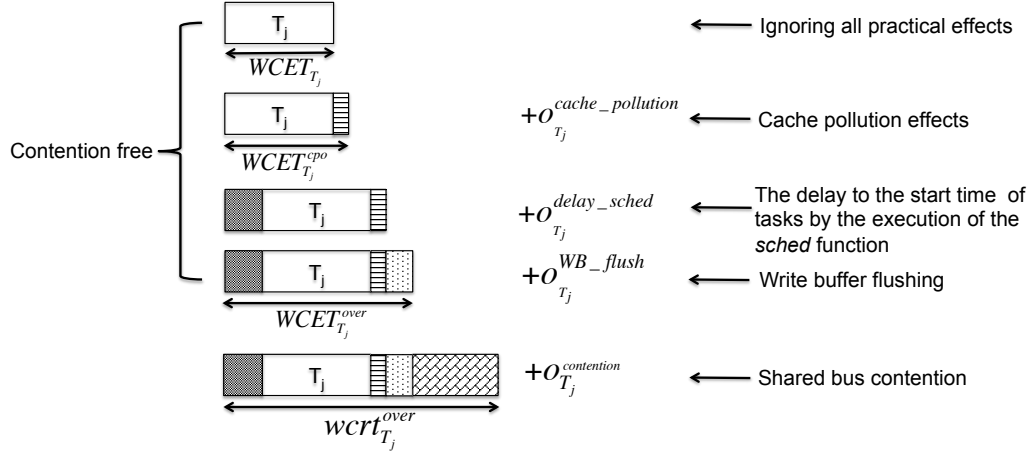 T_j
Ignoring all practical effects
WCET_{T_j}
T_j
+o_{T_j}^{cache_pollution}
Cache pollution effects
Contention free
WCET_{T_j}^{cpo}
T_j
+o_{T_j}^{delay_sched}
The delay to the start time of
tasks by the execution of the
sched function
T_j
+o_{T_j}^{WB_flush}
Write buffer flushing
WCET_{T_j}^{over}
T_j
+o_{T_j}^{contention}
Shared bus contention
wcrt_{T_j}^{over}